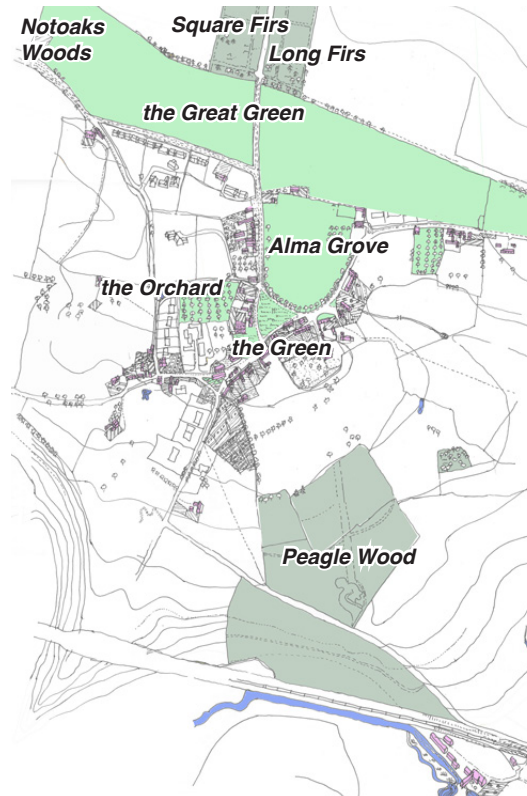 Notoaks
Woods
Square Firs
Long Firs
the Great Green
Alma Grove
the Orchard
the Green
Peagle Wood